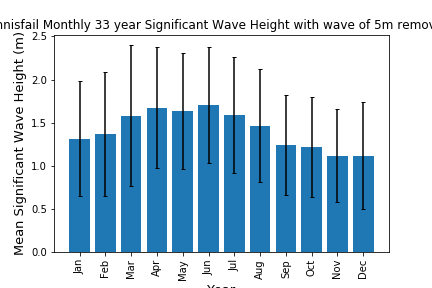 nnisfail Monthly 33 year Significant Wave Height with wave of 5m remov
Mean Significant Wave Height (m)
2.5
2.0
1.5
1.0
0.5
0.0
Jan Feb Mar Apr May Jun Jul Aug Sep Oct Nov Dec
Year